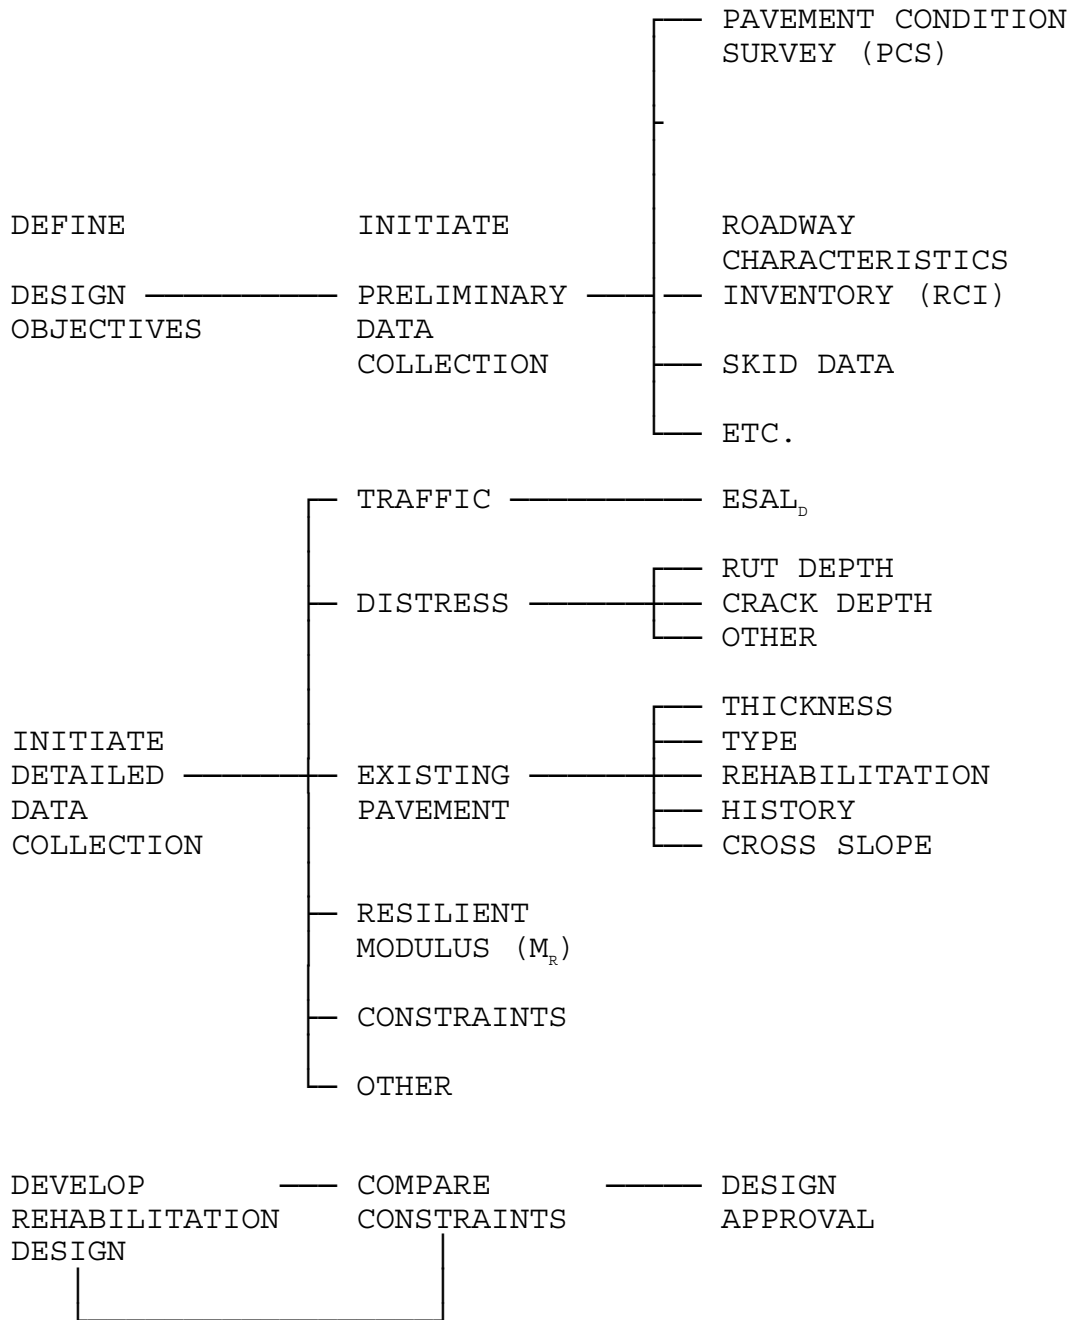 PAVEMENT CONDITION
SURVEY (PCS)
DEFINE
DESIGN
OBJECTIVES
INITIATE
PRELIMINARY
DATA
COLLECTION
ROADWAY
CHARACTERISTICS
INVENTORY (RCI)
SKID DATA
ETC.
INITIATE
DETAILED
DATA
COLLECTION
TRAFFIC
ESAL_D
DISTRESS
RUT DEPTH
CRACK DEPTH
OTHER
EXISTING
PAVEMENT
THICKNESS
TYPE
REHABILITATION
HISTORY
CROSS SLOPE
RESILIENT
MODULUS (M_R)
CONSTRAINTS
OTHER
DEVELOP
REHABILITATION
DESIGN
COMPARE
CONSTRAINTS
DESIGN
APPROVAL